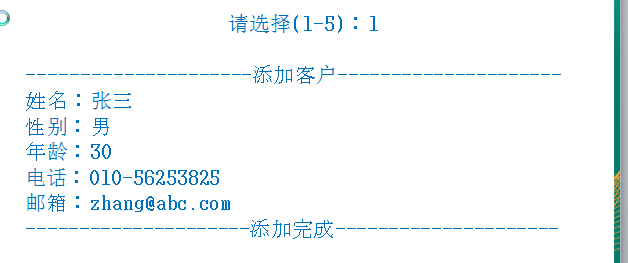 请选择(1-5)：1
---------------------添加客户---------------------
姓名：张三
性别：男
年龄：30
电话：010-56253825
邮箱：zhang@abc.com
---------------------添加完成---------------------